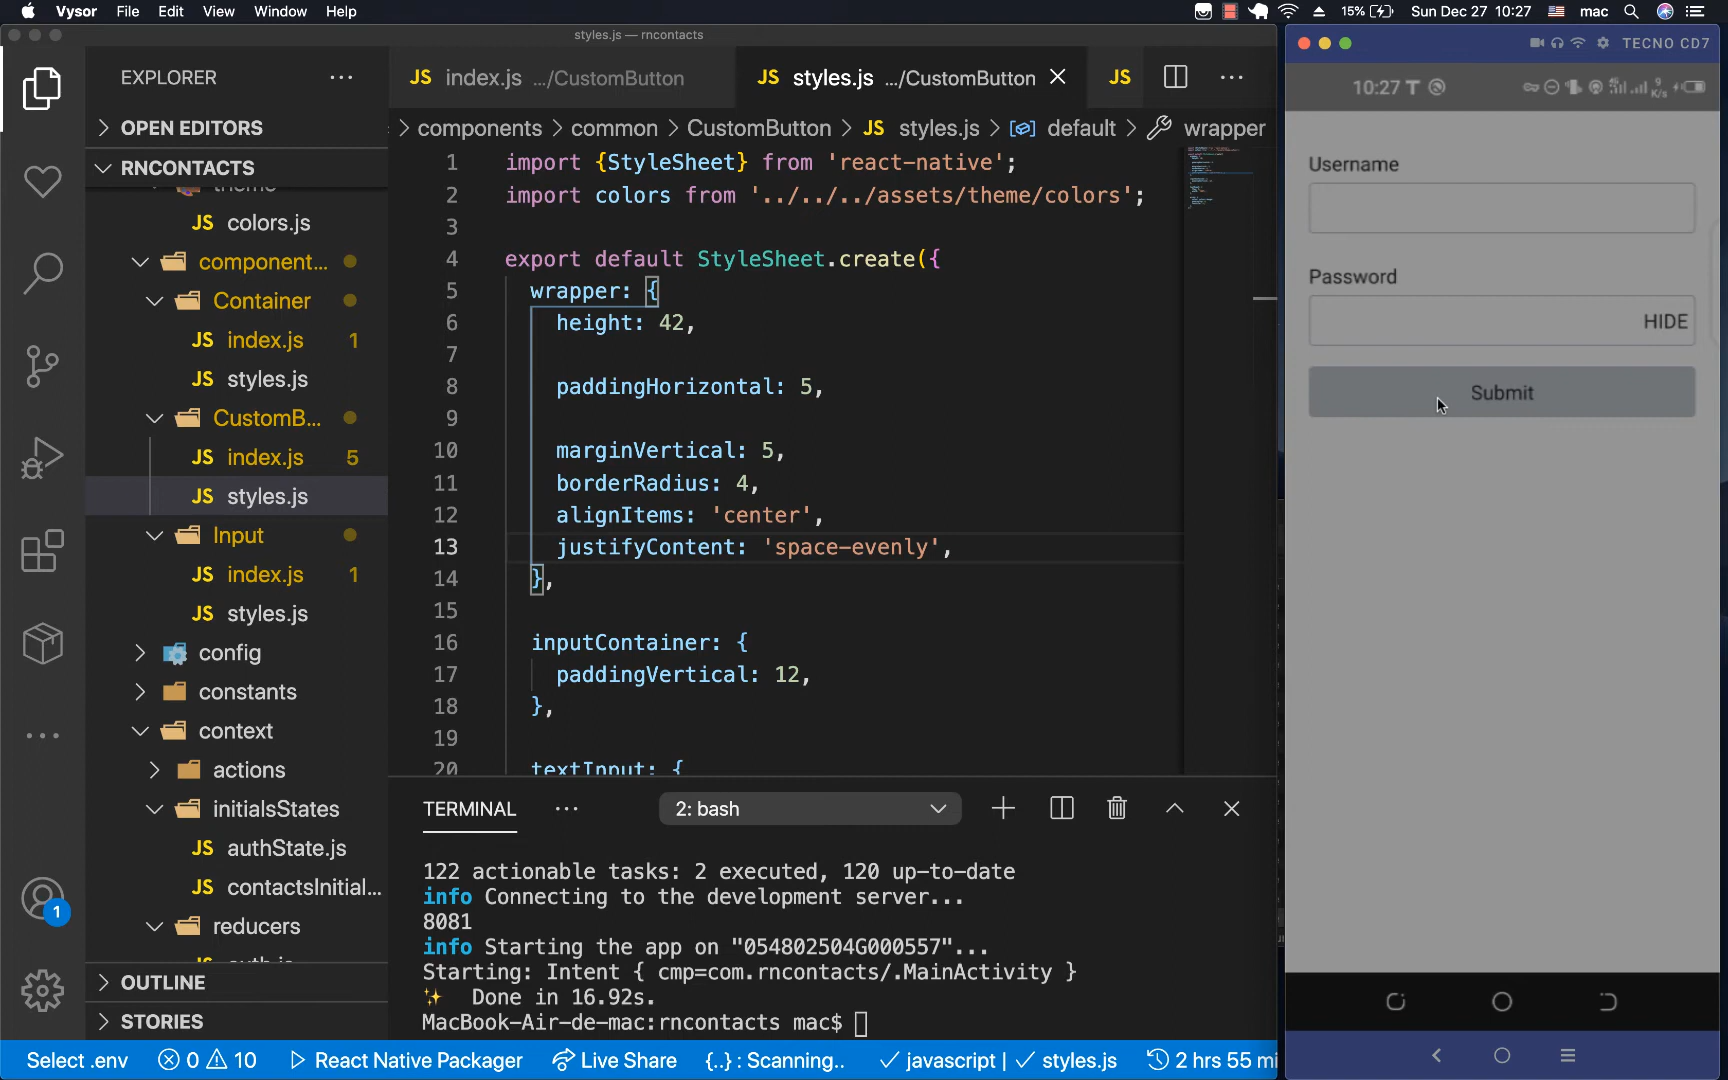 Vysor File Edit View Window Help
15% Sun Dec 27 10:27 mac
styles.js — rncontacts
TECNO CD7
EXPLORER
JS index.js .../CustomButton
JS styles.js .../CustomButton
JS
10:27 T
9 K/s
OPEN EDITORS
components > common > CustomButton > JS styles.js > default > wrapper
RNCONTACTS
theme
JS colors.js
component...
Container
JS index.js 1
JS styles.js
CustomB...
JS index.js 5
JS styles.js
Input
JS index.js 1
JS styles.js
config
constants
context
actions
initialsStates
JS authState.js
JS contactsInitial...
reducers
OUTLINE
STORIES
1
1 import {StyleSheet} from 'react-native';
2 import colors from '../../../assets/theme/colors';
3
4 export default StyleSheet.create({
5 wrapper: {
6 height: 42,
7
8 paddingHorizontal: 5,
9
10 marginVertical: 5,
11 borderRadius: 4,
12 alignItems: 'center',
13 justifyContent: 'space-evenly',
14 },
15
16 inputContainer: {
17 paddingVertical: 12,
18 },
19
20 textInput: {
TERMINAL
2: bash
122 actionable tasks: 2 executed, 120 up-to-date
info Connecting to the development server...
8081
info Starting the app on "054802504G000557"...
Starting: Intent { cmp=com.rncontacts/.MainActivity }
✨ Done in 16.92s.
MacBook-Air-de-mac:rncontacts mac$
Username
Password
HIDE
Submit
Select .env 0 10 React Native Packager Live Share {..} : Scanning.. ✓ javascript | ✓ styles.js 2 hrs 55 mi